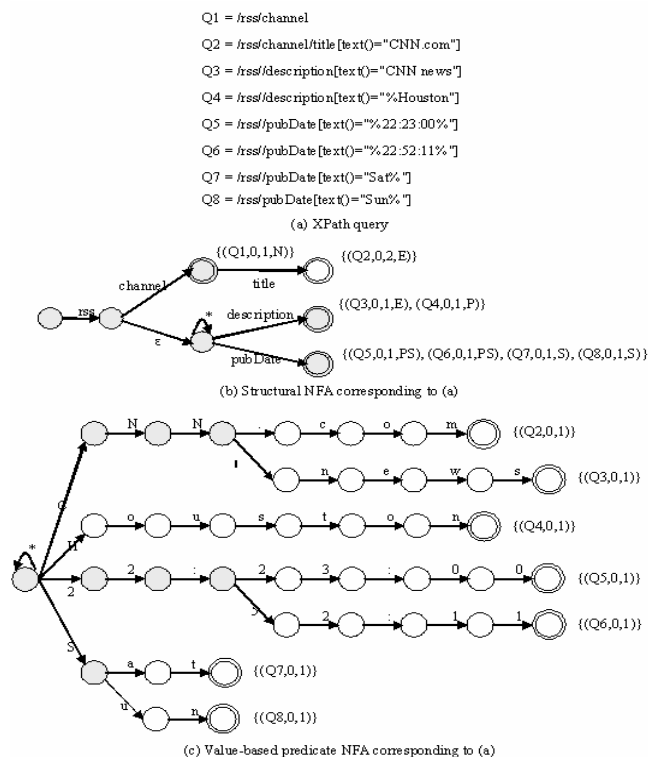 Q1 = /rss/channel
Q2 = /rss/channel/title[text()="CNN.com"]
Q3 = /rss//description[text()="CNN news"]
Q4 = /rss//description[text()="%Houston"]
Q5 = /rss//pubDate[text()="%22:23:00%"]
Q6 = /rss//pubDate[text()="%22:52:11%"]
Q7 = /rss//pubDate[text()="Sat%"]
Q8 = /rss/pubDate[text()="Sun%"]
(a) XPath query
{(Q1,0,1,N)} {(Q2,0,2,E)}
channel title
rss description {(Q3,0,1,E), (Q4,0,1,P)}
*
ε pubDate {(Q5,0,1,PS), (Q6,0,1,PS), (Q7,0,1,S), (Q8,0,1,S)}
(b) Structural NFA corresponding to (a)
C N N . c o m {(Q2,0,1)}
n e w s {(Q3,0,1)}
H o u s t o n {(Q4,0,1)}
*
2 2 : 2 3 : 0 0 {(Q5,0,1)}
5 2 : 1 1 {(Q6,0,1)}
S a t {(Q7,0,1)}
u n {(Q8,0,1)}
(c) Value-based predicate NFA corresponding to (a)